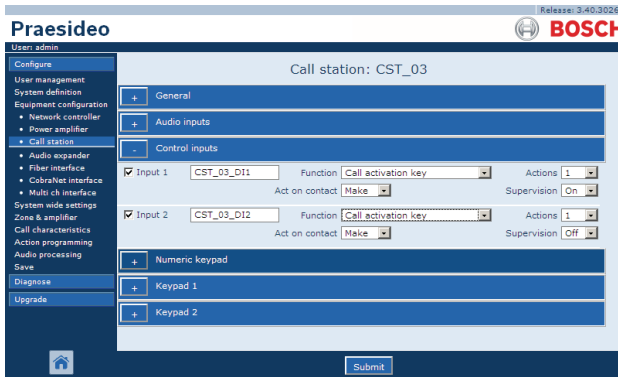 Release: 3.40.3026
Praesideo
BOSCH
User: admin
Configure
User management
System definition
Equipment configuration
• Network controller
• Power amplifier
• Call station
• Audio expander
• Fiber interface
• CobraNet interface
• Multi ch interface
System wide settings
Zone & amplifier
Call characteristics
Action programming
Audio processing
Save
Diagnose
Upgrade
Call station: CST_03
+ General
+ Audio inputs
- Control inputs
Input 1 CST_03_DI1 Function Call activation key Actions 1
Act on contact Make Supervision On
Input 2 CST_03_DI2 Function Call activation key Actions 1
Act on contact Make Supervision Off
+ Numeric keypad
+ Keypad 1
+ Keypad 2
Submit